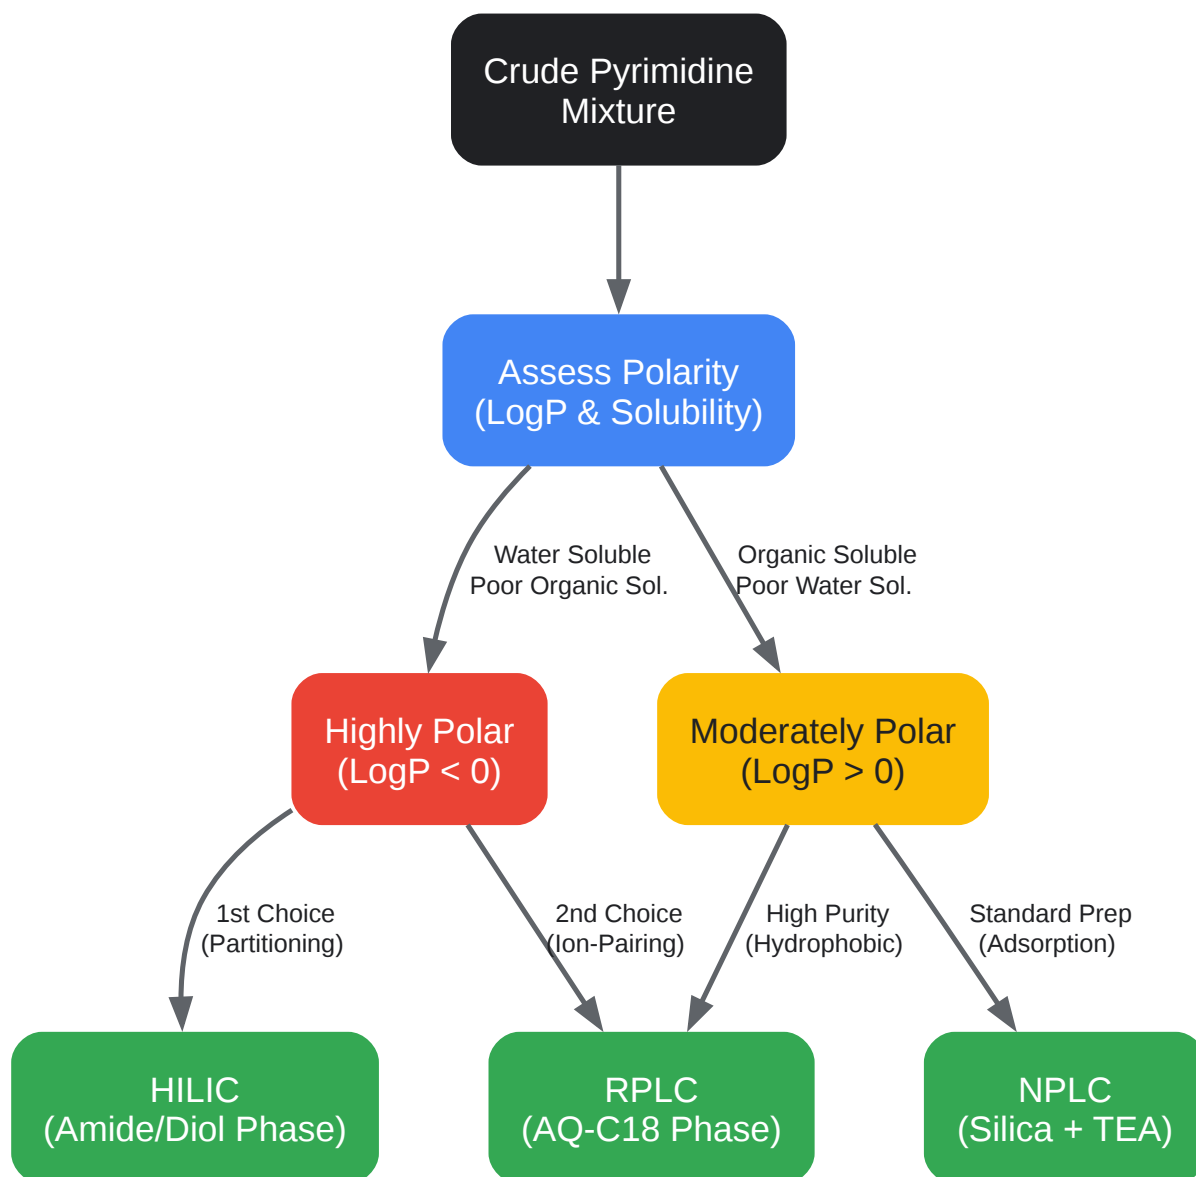 Crude Pyrimidine
Mixture
Assess Polarity
(LogP & Solubility)
Water Soluble
Poor Organic Sol.
Organic Soluble
Poor Water Sol.
Highly Polar
(LogP < 0)
Moderately Polar
(LogP > 0)
1st Choice
(Partitioning)
2nd Choice
(Ion-Pairing)
High Purity
(Hydrophobic)
Standard Prep
(Adsorption)
HILIC
(Amide/Diol Phase)
RPLC
(AQ-C18 Phase)
NPLC
(Silica + TEA)